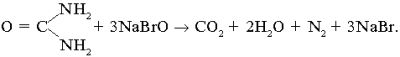 NH₂
O = C + 3NaBrO → CO₂ + 2H₂O + N₂ + 3NaBr.
NH₂